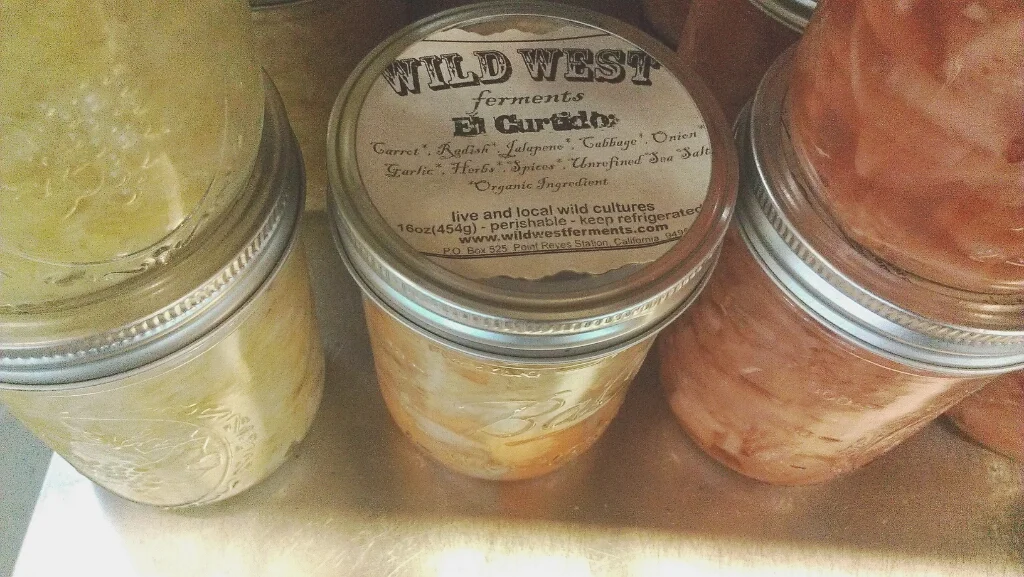 WILD WEST
ferments
El Curtido:
Carrot*, Radish*, Jalapeno*, Cabbage*, Onion*
Garlic*, Herbs*, Spices*, Unrefined Sea Salt
*Organic Ingredient
live and local wild cultures
16oz(454g) - perishable - keep refrigerated
www.wildwestferments.com
P.O. Box 525, Point Reyes Station, California